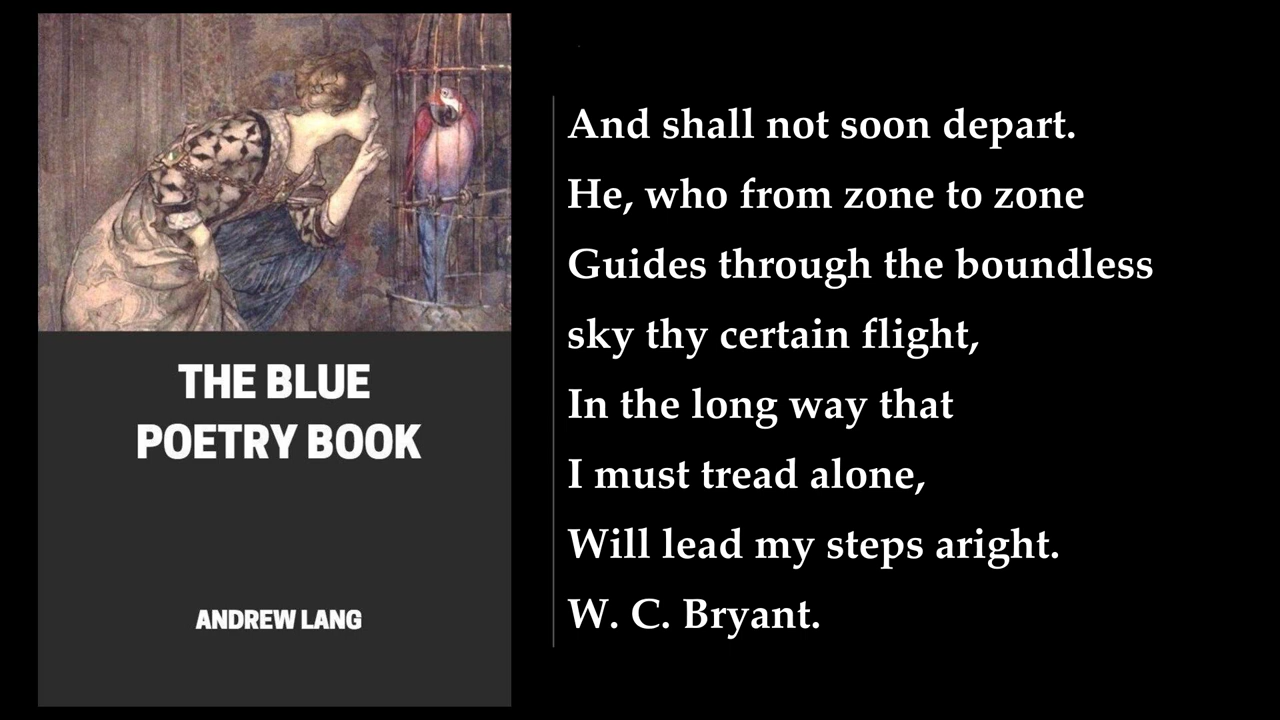 THE BLUE
POETRY BOOK
ANDREW LANG
And shall not soon depart.
He, who from zone to zone
Guides through the boundless
sky thy certain flight,
In the long way that
I must tread alone,
Will lead my steps aright.
W. C. Bryant.